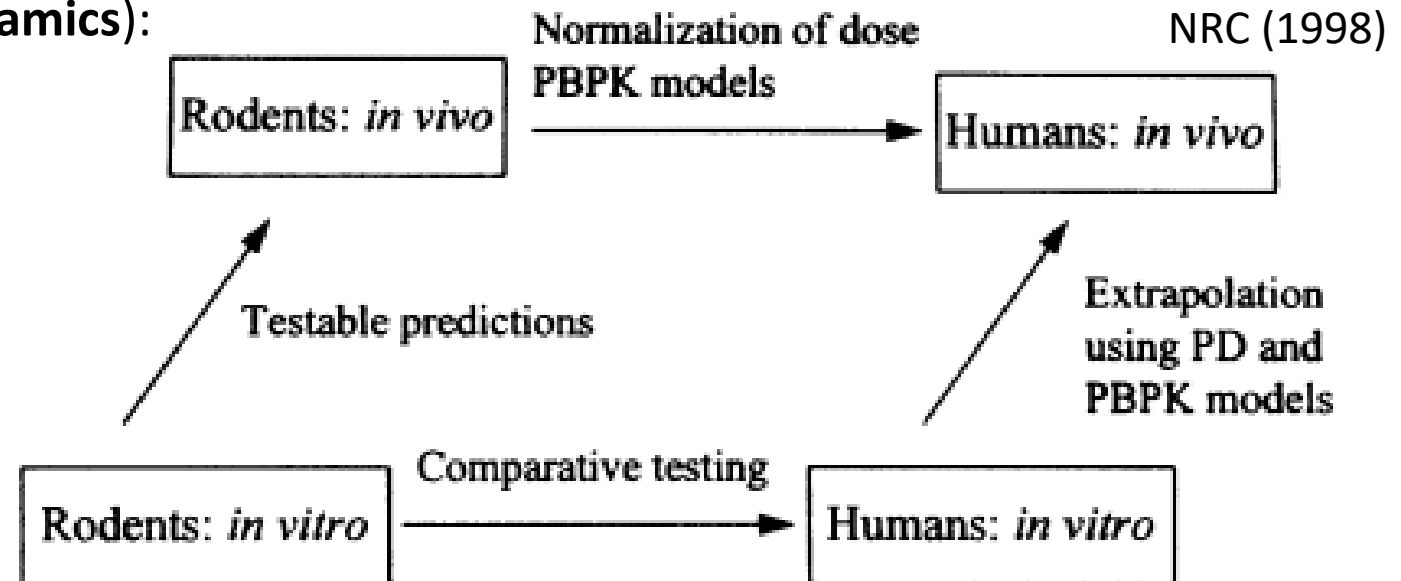 amics):
Normalization of dose
PBPK models
NRC (1998)
Rodents: in vivo
Humans: in vivo
Testable predictions
Extrapolation
using PD and
PBPK models
Comparative testing
Rodents: in vitro
Humans: in vitro